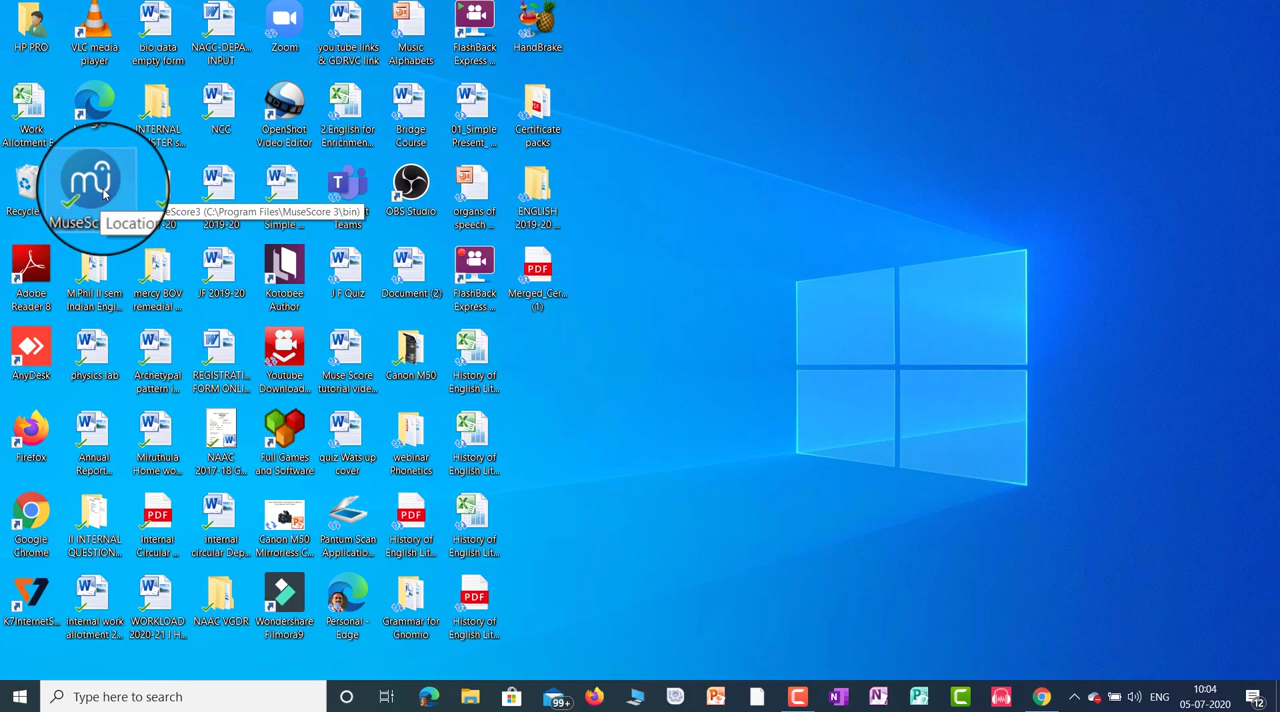 HP PRO
VLC media
player
bio data
empty form
NACC-DEPA...
INPUT
Zoom
you tube links
& GDRVC link
Music
Alphabets
FlashBack
Express ...
HandBrake
Work
Allotment
INTERNAL
NCC
OpenShot
Video Editor
2.English for
Enrichmen...
Bridge
Course
01_Simple
Present_ ...
Certificate
packs
MuseSc
Location
eScore3 (C:\Program Files\MuseScore 3\bin)
2019-20
Simple ...
Teams
OBS Studio
organs of
speech ...
ENGLISH
2019-20 ...
Adobe
Reader 8
M.Phil II sem
Indian Engl...
mercy BOV
remedial ...
JF 2019-20
Kotobee
Author
J F Quiz
Document (2)
FlashBack
Express ...
PDF
Merged_Cer...
(1)
AnyDesk
physics lab
Archetypal
pattern i...
REGISTRATI...
FORM ONLI...
Youtube
Download...
Muse Score
tutorial vide...
Canon M50
History of
English Lit...
Firefox
Annual
Report...
Miruthula
Home wo...
NAAC
2017-18 G...
Full Games
and Software
quiz Wats up
cover
webinar
Phonetics
History of
English Lit...
Google
Chrome
II INTERNAL
QUESTION...
PDF
Internal
Circular ...
internal
circular Dep...
Canon M50
Mirrorless C...
Pantum Scan
Applicatio...
PDF
History of
English Lit...
History of
English Lit...
K7InternetS...
internal work
allotment 2...
WORKLOAD
2020-21 I H...
NAAC VGDR
Wondershare
Filmora9
Personal -
Edge
Grammar for
Gnomio
PDF
History of
English Lit...
Type here to search
99+
ENG
10:04
05-07-2020
12